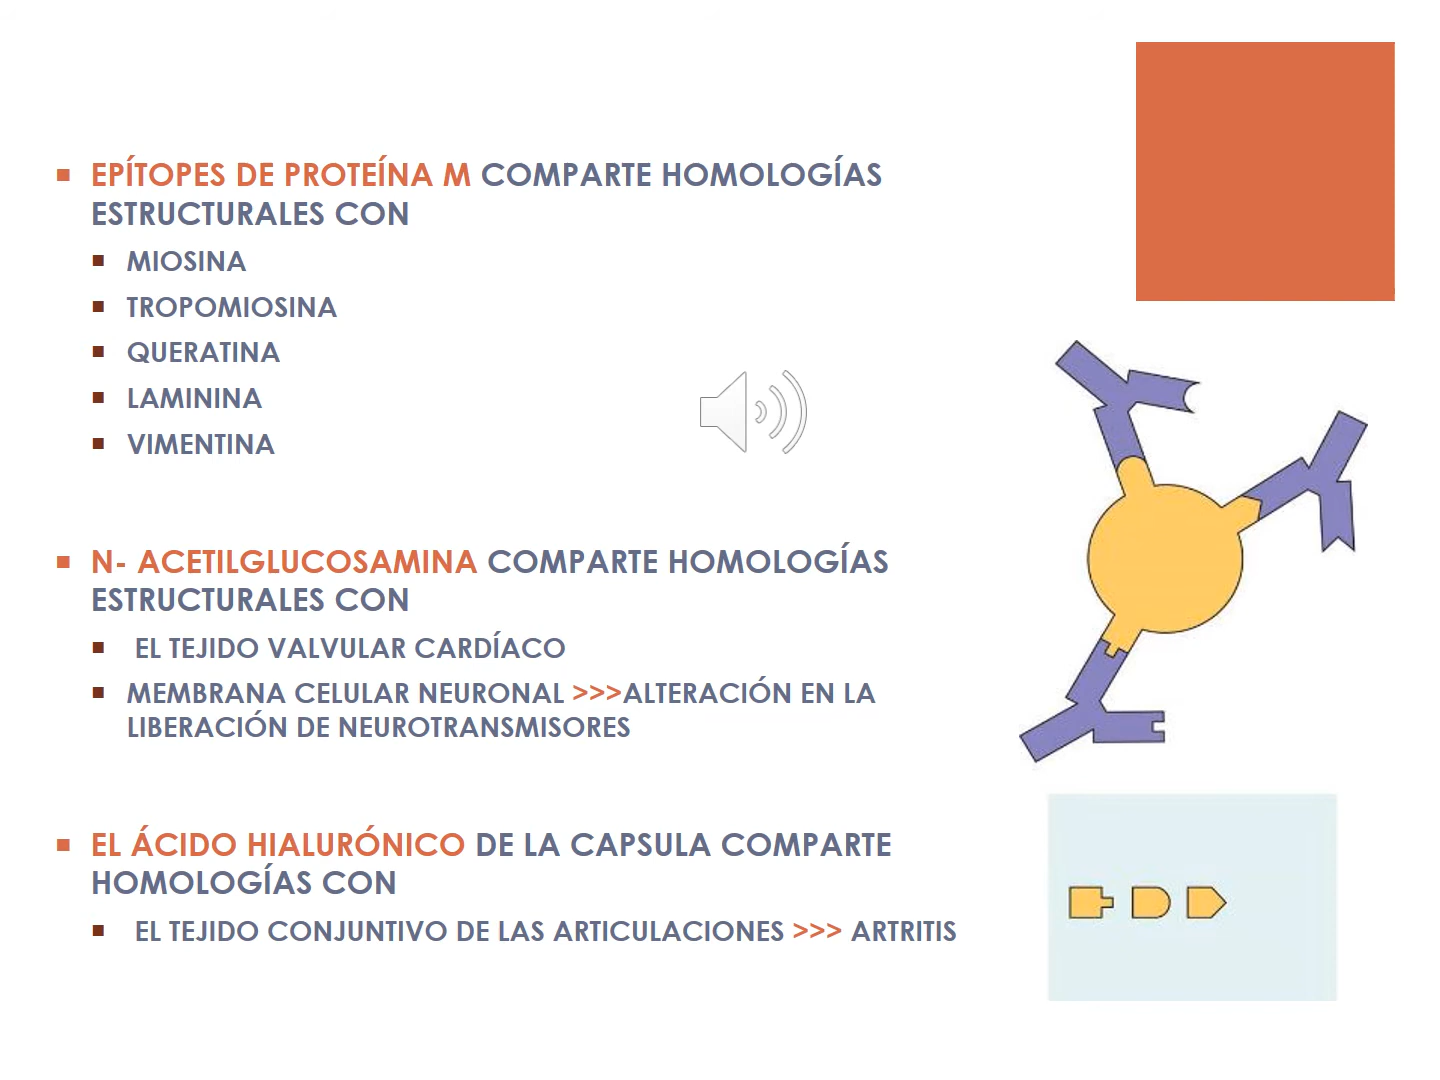 EPÍTOPES DE PROTEÍNA M COMPARTE HOMOLOGÍAS
ESTRUCTURALES CON
MIOSINA
TROPOMIOSINA
QUERATINA
LAMININA
VIMENTINA
N- ACETILGLUCOSAMINA COMPARTE HOMOLOGÍAS
ESTRUCTURALES CON
EL TEJIDO VALVULAR CARDÍACO
MEMBRANA CELULAR NEURONAL >>>ALTERACIÓN EN LA
LIBERACIÓN DE NEUROTRANSMISORES
EL ÁCIDO HIALURÓNICO DE LA CAPSULA COMPARTE
HOMOLOGÍAS CON
EL TEJIDO CONJUNTIVO DE LAS ARTICULACIONES >>> ARTRITIS